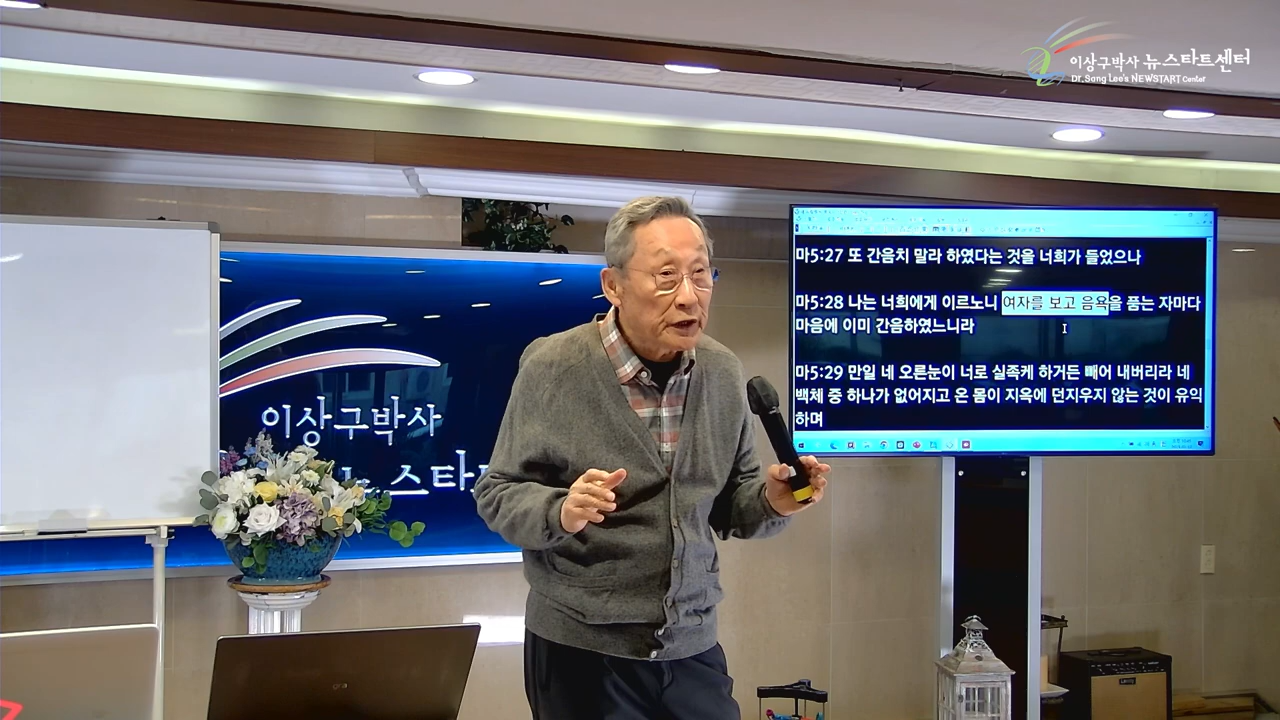 이상구박사 뉴스타트센터
Dr. Sang Lee's NEWSTART Center
마5:27 또 간음치 말라 하였다는 것을 너희가 들었으나
마5:28 나는 너희에게 이르노니 여자를 보고 음욕을 품는 자마다
마음에 이미 간음하였느니라
마5:29 만일 네 오른눈이 너로 실족케 하거든 빼어 내버리라 네
백체 중 하나가 없어지고 온 몸이 지옥에 던지우지 않는 것이 유익
하며
이상구박사
스타트